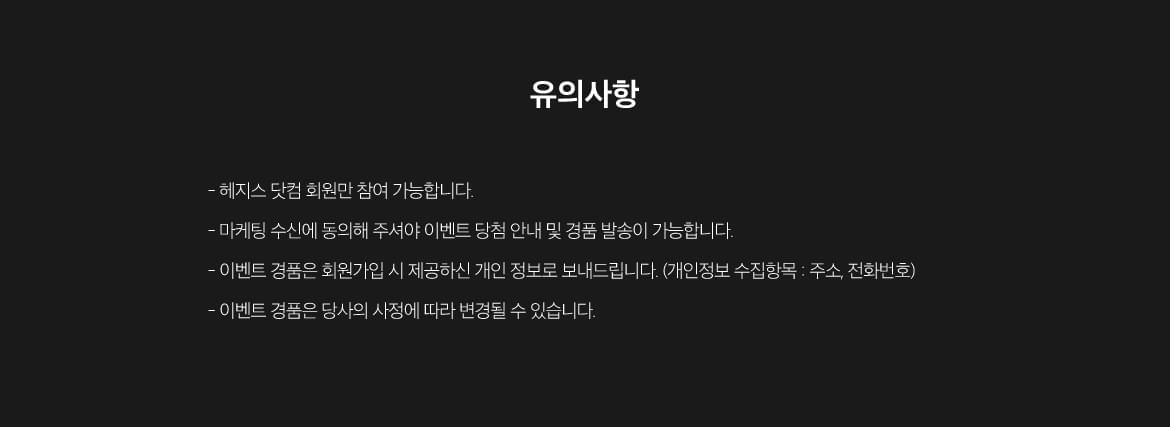 유의사항
- 헤지스 닷컴 회원만 참여 가능합니다.
- 마케팅 수신에 동의해 주셔야 이벤트 당첨 안내 및 경품 발송이 가능합니다.
- 이벤트 경품은 회원가입 시 제공하신 개인 정보로 보내드립니다. (개인정보 수집항목 : 주소, 전화번호)
- 이벤트 경품은 당사의 사정에 따라 변경될 수 있습니다.